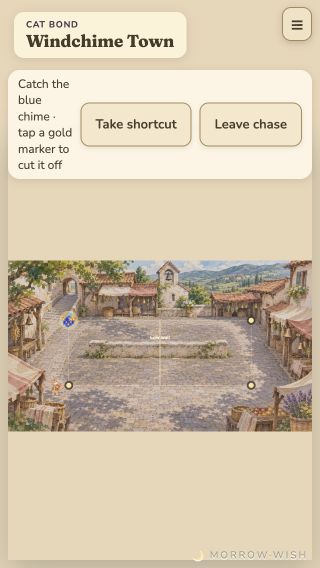 CAT BOND
Windchime Town
≡
Catch the
blue
chime ·
tap a gold
marker to
cut it off
Take shortcut
Leave chase
MORROW·WISH